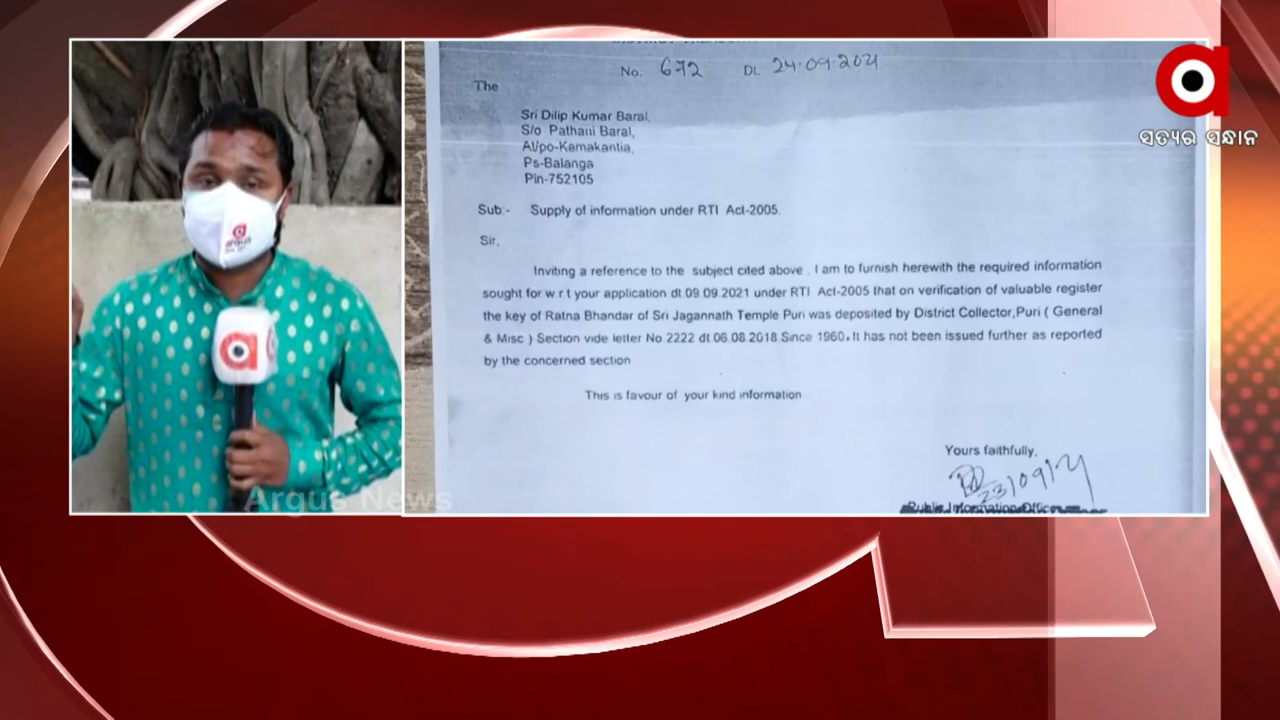 No. 672 Dt. 24.09.2021
The
Sri Dilip Kumar Baral,
S/o Pathani Baral,
At/po-Kamakantia,
Ps-Balanga
Pin-752105
Sub:- Supply of information under RTI Act-2005.
Sir,
Inviting a reference to the subject cited above , I am to furnish herewith the required information
sought for w.r.t your application dt.09.09.2021 under RTI Act-2005 that on verification of valuable register
the key of Ratna Bhandar of Sri Jagannath Temple Puri was deposited by District Collector,Puri ( General
& Misc ) Section vide letter No.2222 dt.06.08.2018.Since 1960.It has not been issued further as reported
by the concerned section
This is favour of your kind information
Yours faithfully,
23/09/21
Public Information Officer
ସତ୍ୟର ସନ୍ଧାନ
argus
Argus News